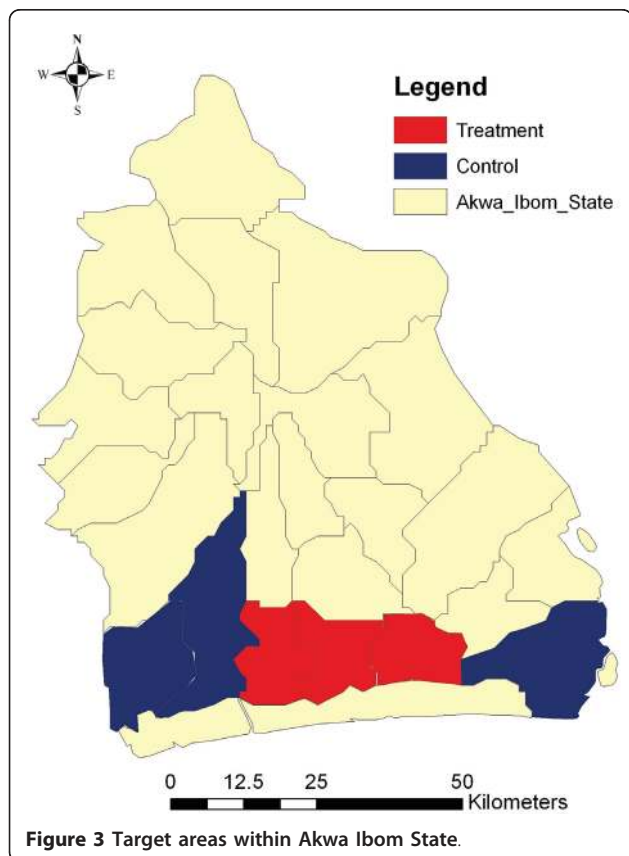 N
W E
S
Legend
Treatment
Control
Akwa_Ibom_State
0 12.5 25 50
Kilometers
Figure 3 Target areas within Akwa Ibom State.